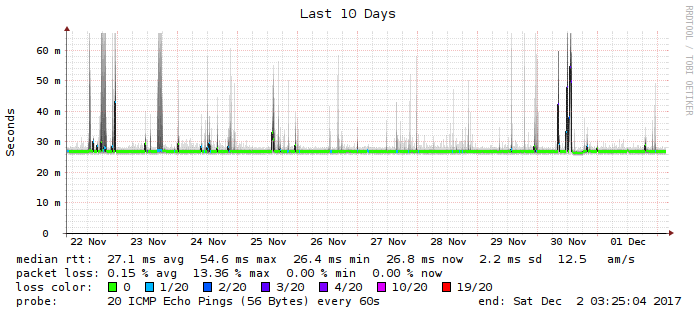 Last 10 Days
RRDTOOL / TOBI OETIKER
Seconds
60 m
50 m
40 m
30 m
20 m
10 m
0
22 Nov 23 Nov 24 Nov 25 Nov 26 Nov 27 Nov 28 Nov 29 Nov 30 Nov 01 Dec
median rtt: 27.1 ms avg 54.6 ms max 26.4 ms min 26.8 ms now 2.2 ms sd 12.5 am/s
packet loss: 0.15 % avg 13.36 % max 0.00 % min 0.00 % now
loss color: 0 1/20 2/20 3/20 4/20 10/20 19/20
probe: 20 ICMP Echo Pings (56 Bytes) every 60s end: Sat Dec 2 03:25:04 2017